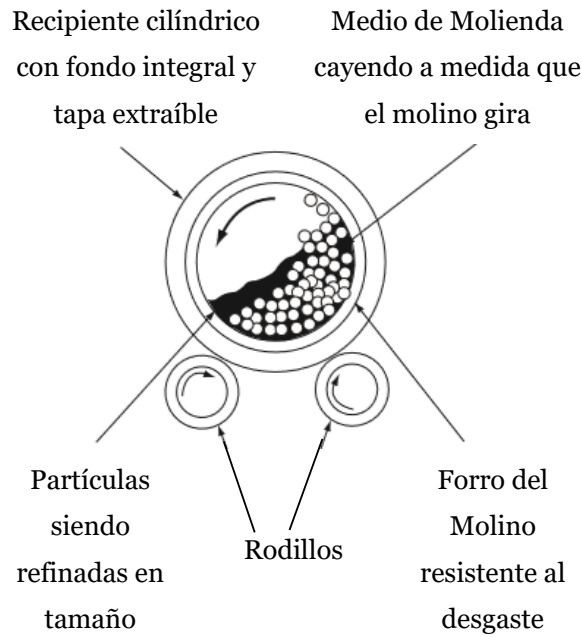 Recipiente cilíndrico
con fondo integral y
tapa extraíble
Medio de Molienda
cayendo a medida que
el molino gira
Partículas
siendo
refinadas en
tamaño
Rodillos
Forro del
Molino
resistente al
desgaste